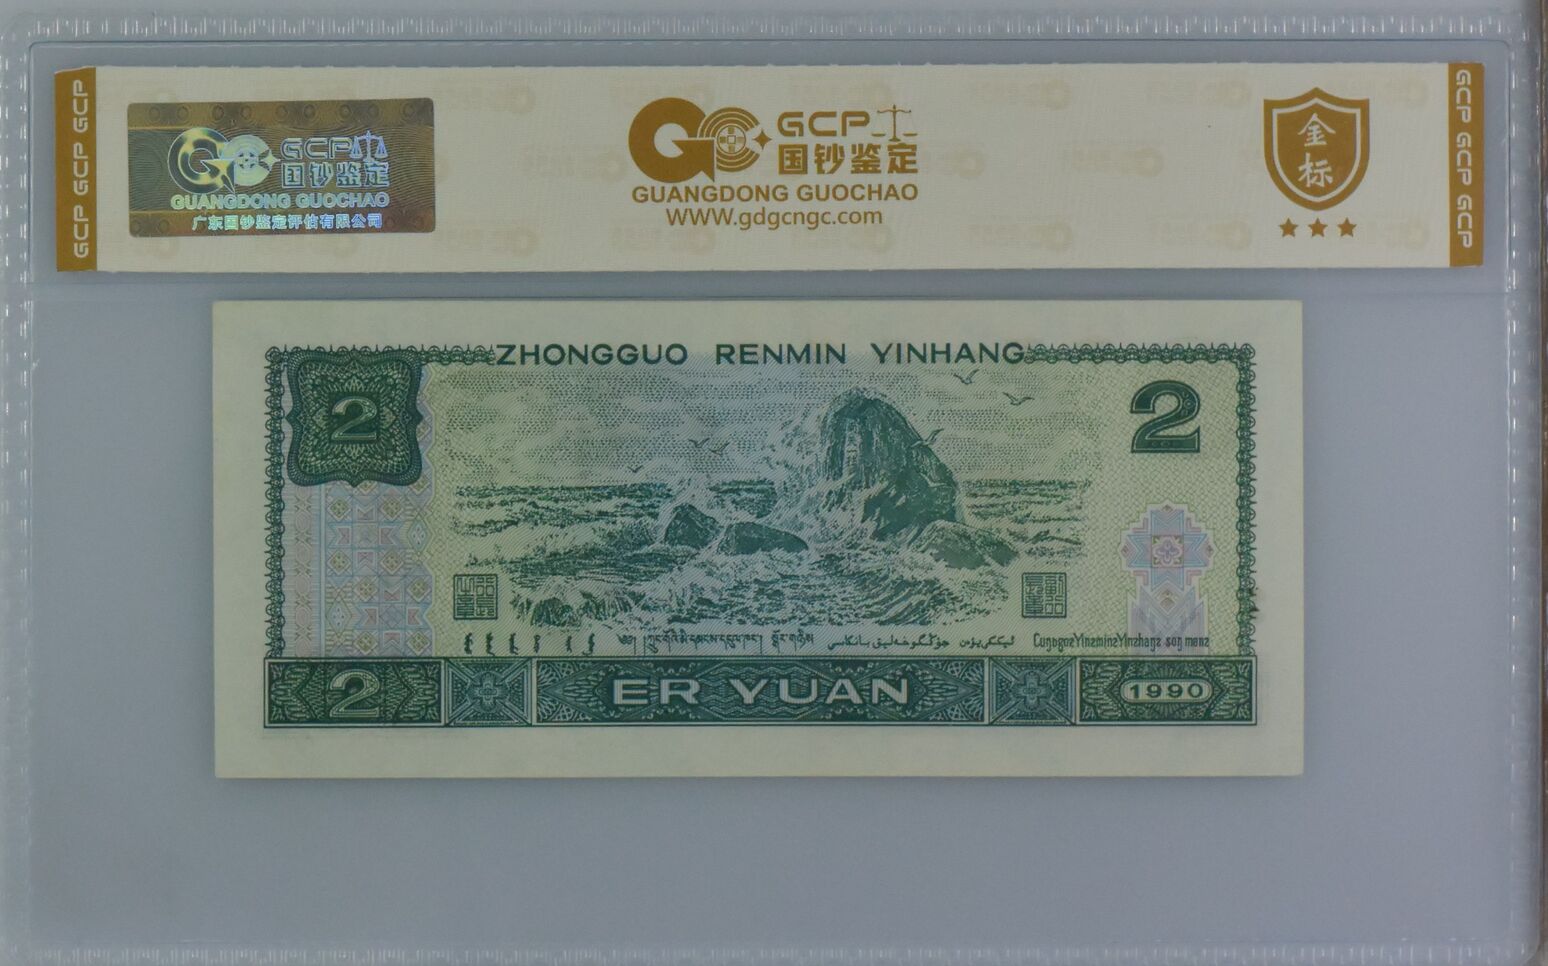 GCP GCP GCP
GCP
国钞鉴定
GUANGDONG GUOCHAO
广东国钞鉴定评估有限公司
GCP
国钞鉴定
GUANGDONG GUOCHAO
WWW.gdgcngc.com
金
标
GCP GCP GCP
ZHONGGUO RENMIN YINHANG
2
2
2
ER YUAN
1990